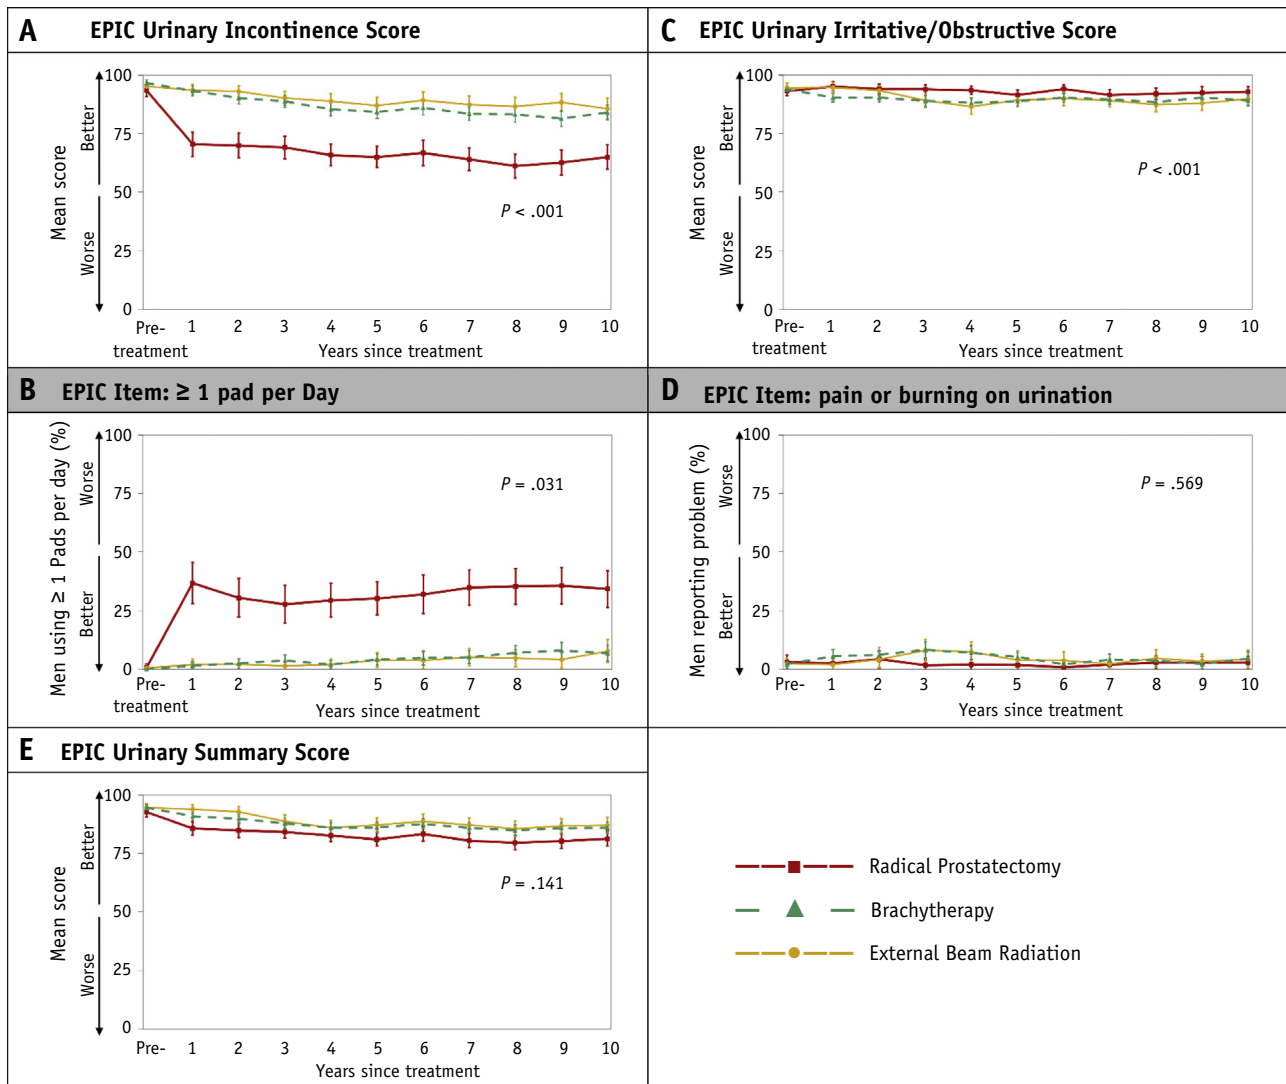 A EPIC Urinary Incontinence Score
Mean score
Better
Worse
100
75
50
25
0
P < .001
Pre-
treatment
1 2 3 4 5 6 7 8 9 10
Years since treatment
C EPIC Urinary Irritative/Obstructive Score
Mean score
Better
Worse
100
75
50
25
0
P < .001
Pre-
treatment
1 2 3 4 5 6 7 8 9 10
Years since treatment
B EPIC Item: ≥ 1 pad per Day
Men using ≥ 1 Pads per day (%)
Worse
Better
100
75
50
25
0
P = .031
Pre-
treatment
1 2 3 4 5 6 7 8 9 10
Years since treatment
D EPIC Item: pain or burning on urination
Men reporting problem (%)
Worse
Better
100
75
50
25
0
P = .569
Pre- 1 2 3 4 5 6 7 8 9 10
Years since treatment
E EPIC Urinary Summary Score
Mean score
Better
Worse
100
75
50
25
0
P = .141
Pre- 1 2 3 4 5 6 7 8 9 10
Years since treatment
Radical Prostatectomy
Brachytherapy
External Beam Radiation